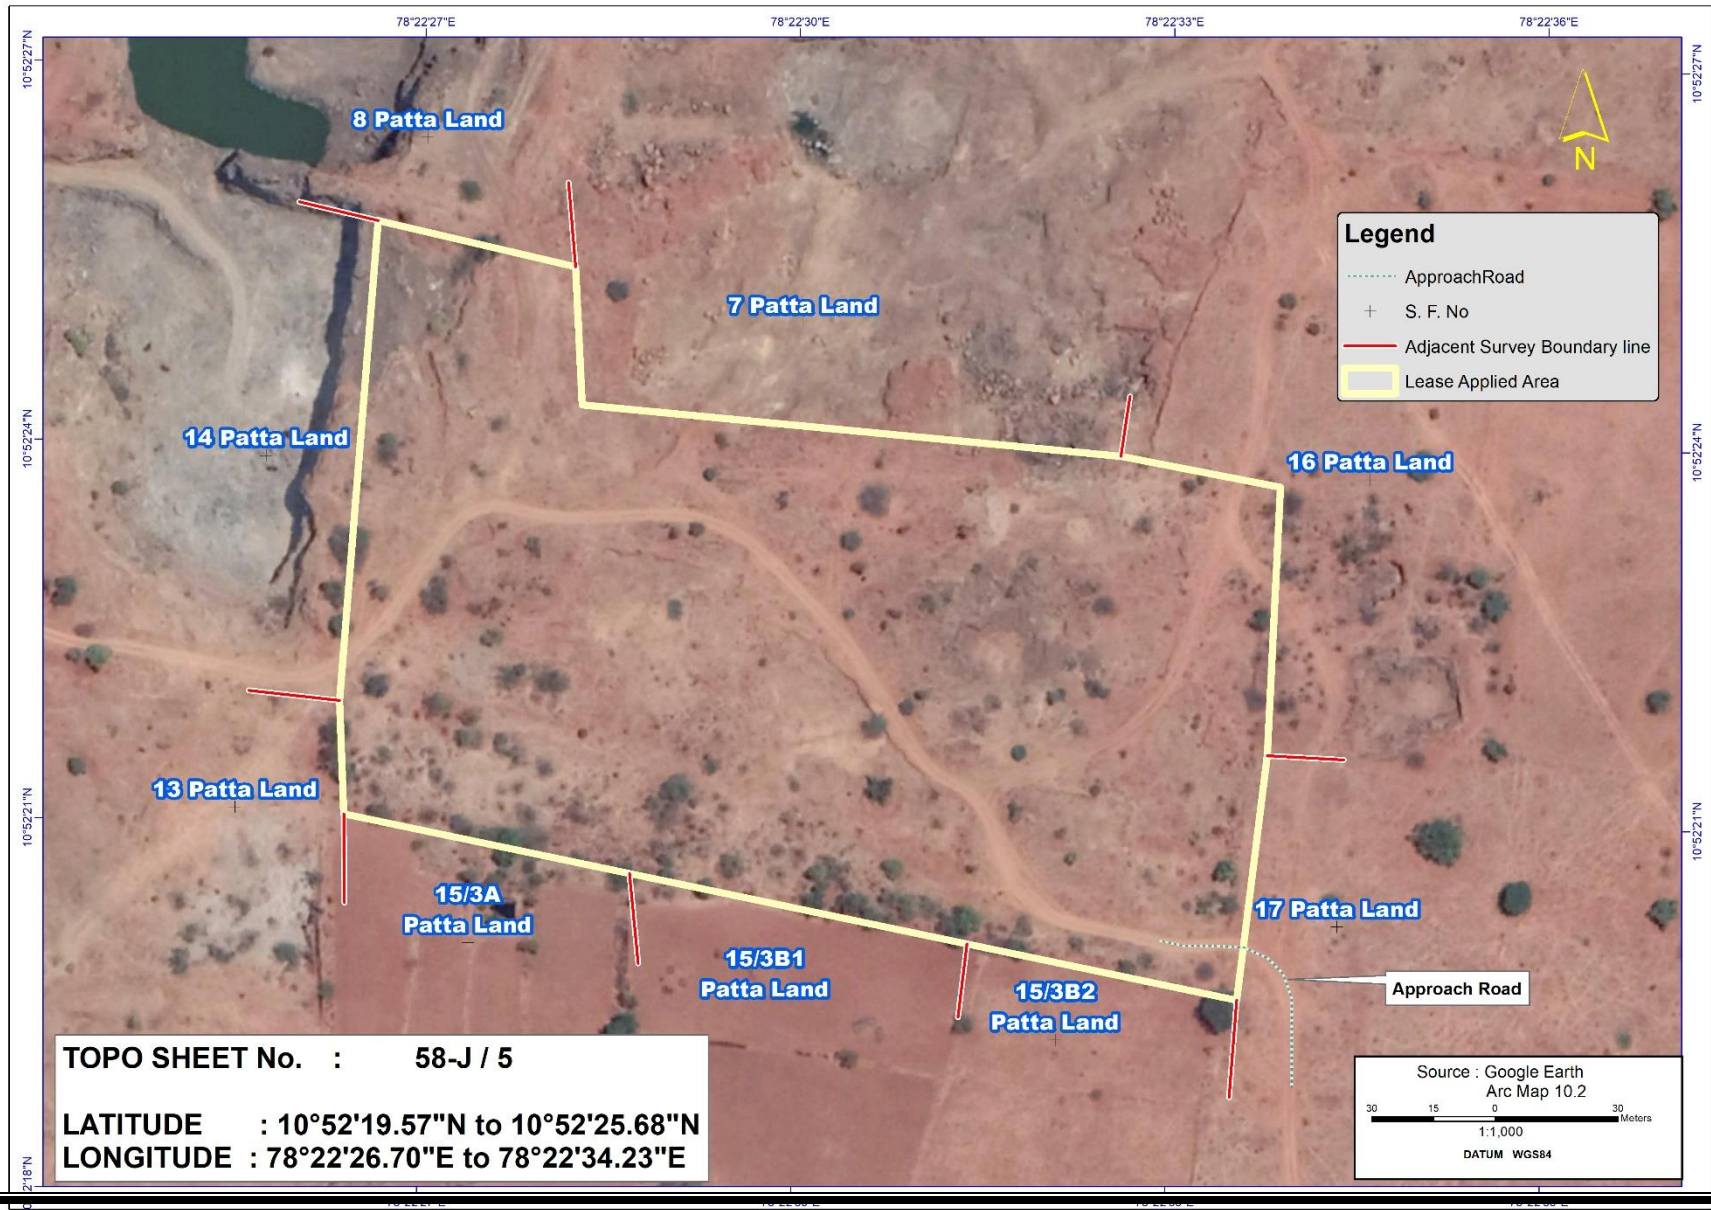 78°22'27"E 78°22'30"E 78°22'33"E 78°22'36"E
10°52'27"N
10°52'27"N
8 Patta Land
N
Legend
ApproachRoad
S. F. No
Adjacent Survey Boundary line
Lease Applied Area
7 Patta Land
10°52'24"N
14 Patta Land
16 Patta Land
10°52'24"N
13 Patta Land
10°52'21"N
10°52'21"N
15/3A
Patta Land
17 Patta Land
15/3B1
Patta Land
15/3B2
Patta Land
Approach Road
TOPO SHEET No. : 58-J / 5
LATITUDE : 10°52'19.57"N to 10°52'25.68"N
LONGITUDE : 78°22'26.70"E to 78°22'34.23"E
Source : Google Earth
Arc Map 10.2
30 15 0 30
Meters
1:1,000
DATUM WGS84